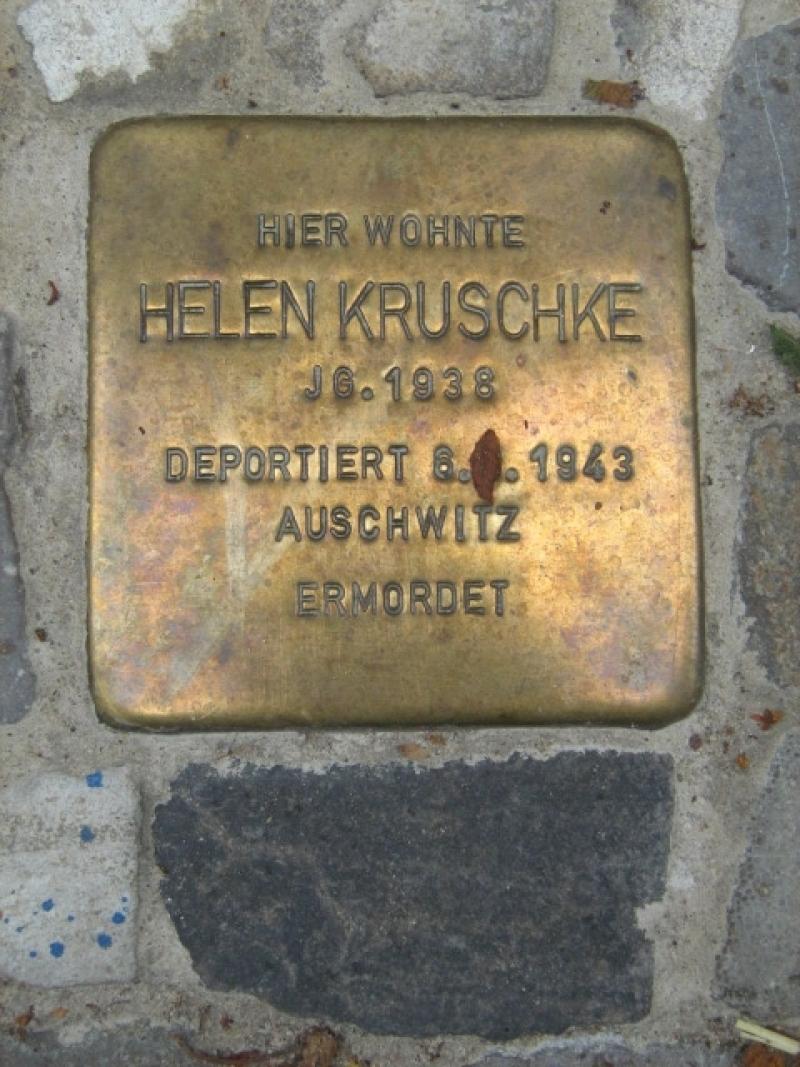 HIER WOHNTE
HELEN KRUSCHKE
JG. 1938
DEPORTIERT 6. .1943
AUSCHWITZ
ERMORDET